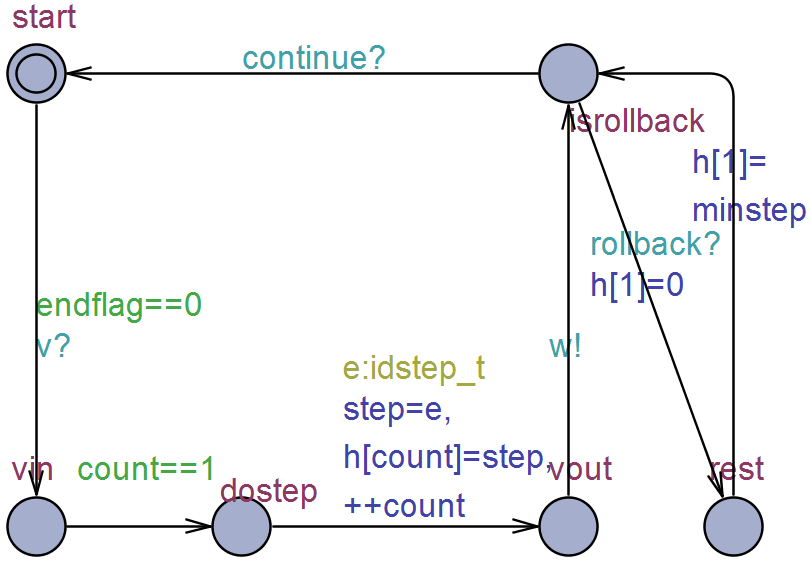 start
continue?
isrollback
h[1]=
minstep
rollback?
h[1]=0
endflag==0
v?
w!
e:idstep_t
step=e,
h[count]=step,
++count
vin
count==1
dostep
vout
rest